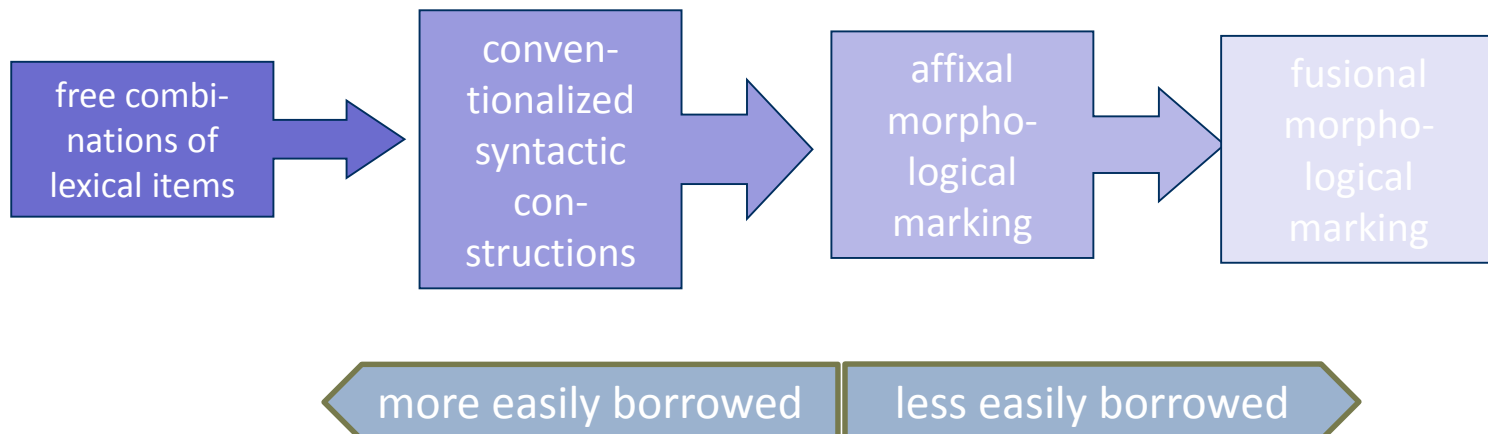 free combi-
nations of
lexical items
conven-
tionalized
syntactic
con-
structions
affixal
morpho-
logical
marking
fusional
morpho-
logical
marking
more easily borrowed
less easily borrowed